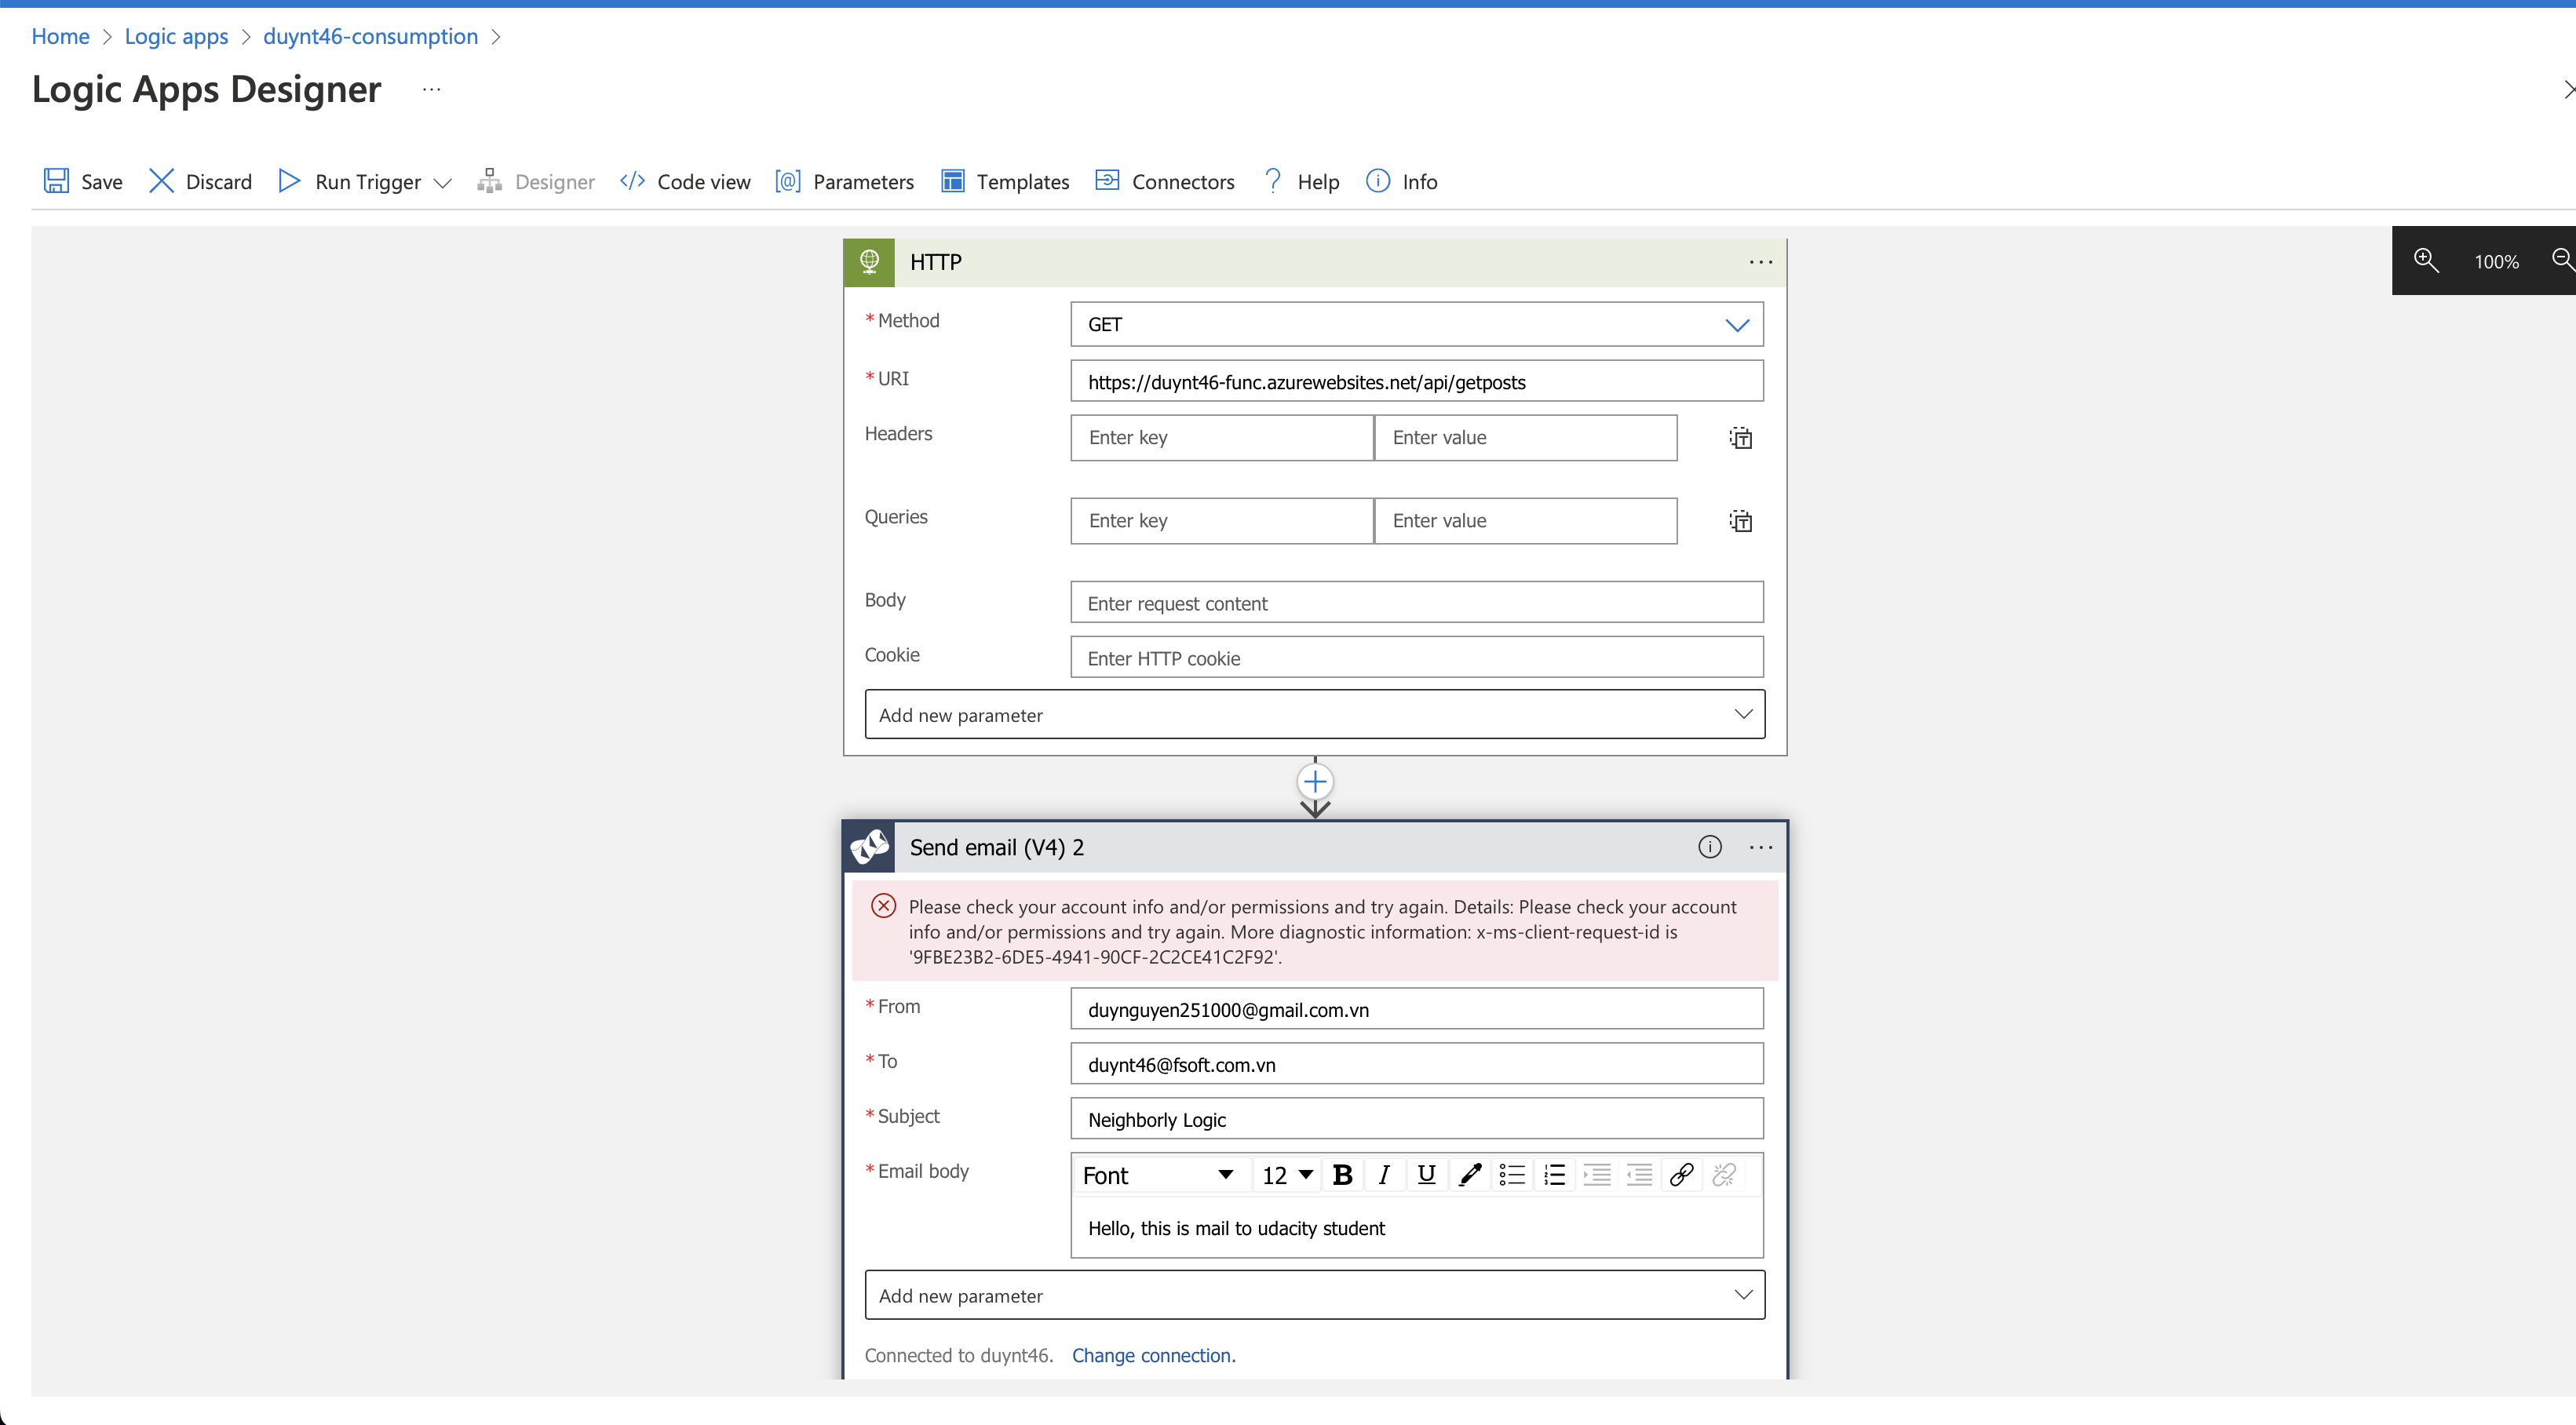 Home > Logic apps > duynt46-consumption >
Logic Apps Designer ...
Save Discard Run Trigger Designer </> Code view [@] Parameters Templates Connectors ? Help Info
HTTP ...
100%
* Method GET
* URI https://duynt46-func.azurewebsites.net/api/getposts
Headers Enter key Enter value
Queries Enter key Enter value
Body Enter request content
Cookie Enter HTTP cookie
Add new parameter
Send email (V4) 2 ...
Please check your account info and/or permissions and try again. Details: Please check your account
info and/or permissions and try again. More diagnostic information: x-ms-client-request-id is
'9FBE23B2-6DE5-4941-90CF-2C2CE41C2F92'.
* From duynguyen251000@gmail.com.vn
* To duynt46@fsoft.com.vn
* Subject Neighborly Logic
* Email body Font 12 B I U
Hello, this is mail to udacity student
Add new parameter
Connected to duynt46. Change connection.